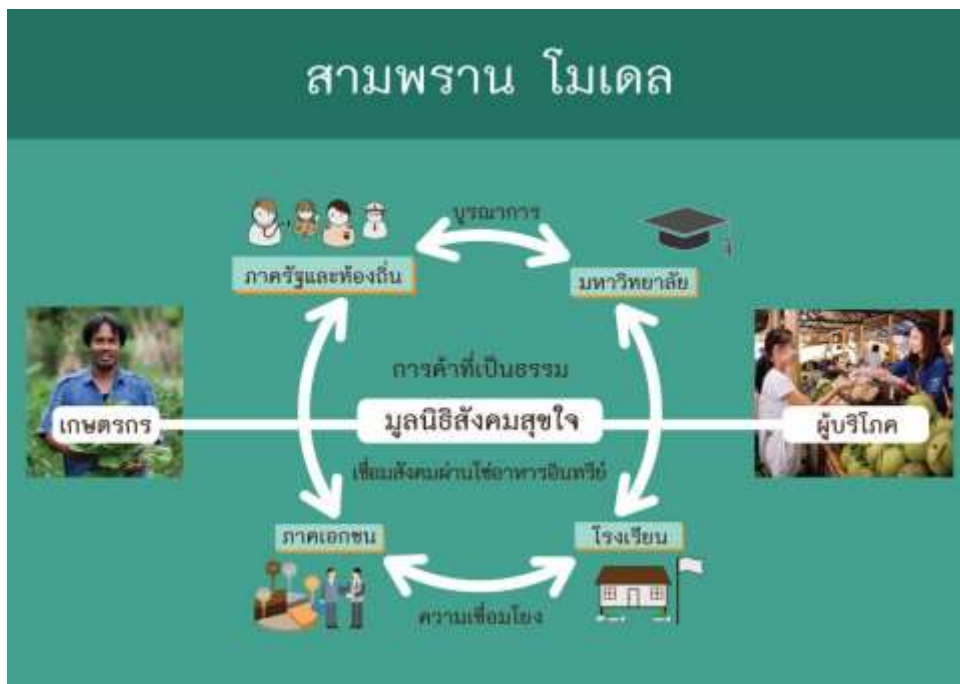 สามพราน โมเดล
บูรณาการ
ภาครัฐและท้องถิ่น
มหาวิทยาลัย
การค้าที่เป็นธรรม
เกษตรกร
มูลนิธิสังคมสุขใจ
ผู้บริโภค
เชื่อมสังคมผ่านโซ่อาหารอินทรีย์
ภาคเอกชน
โรงเรียน
ความเชื่อมโยง